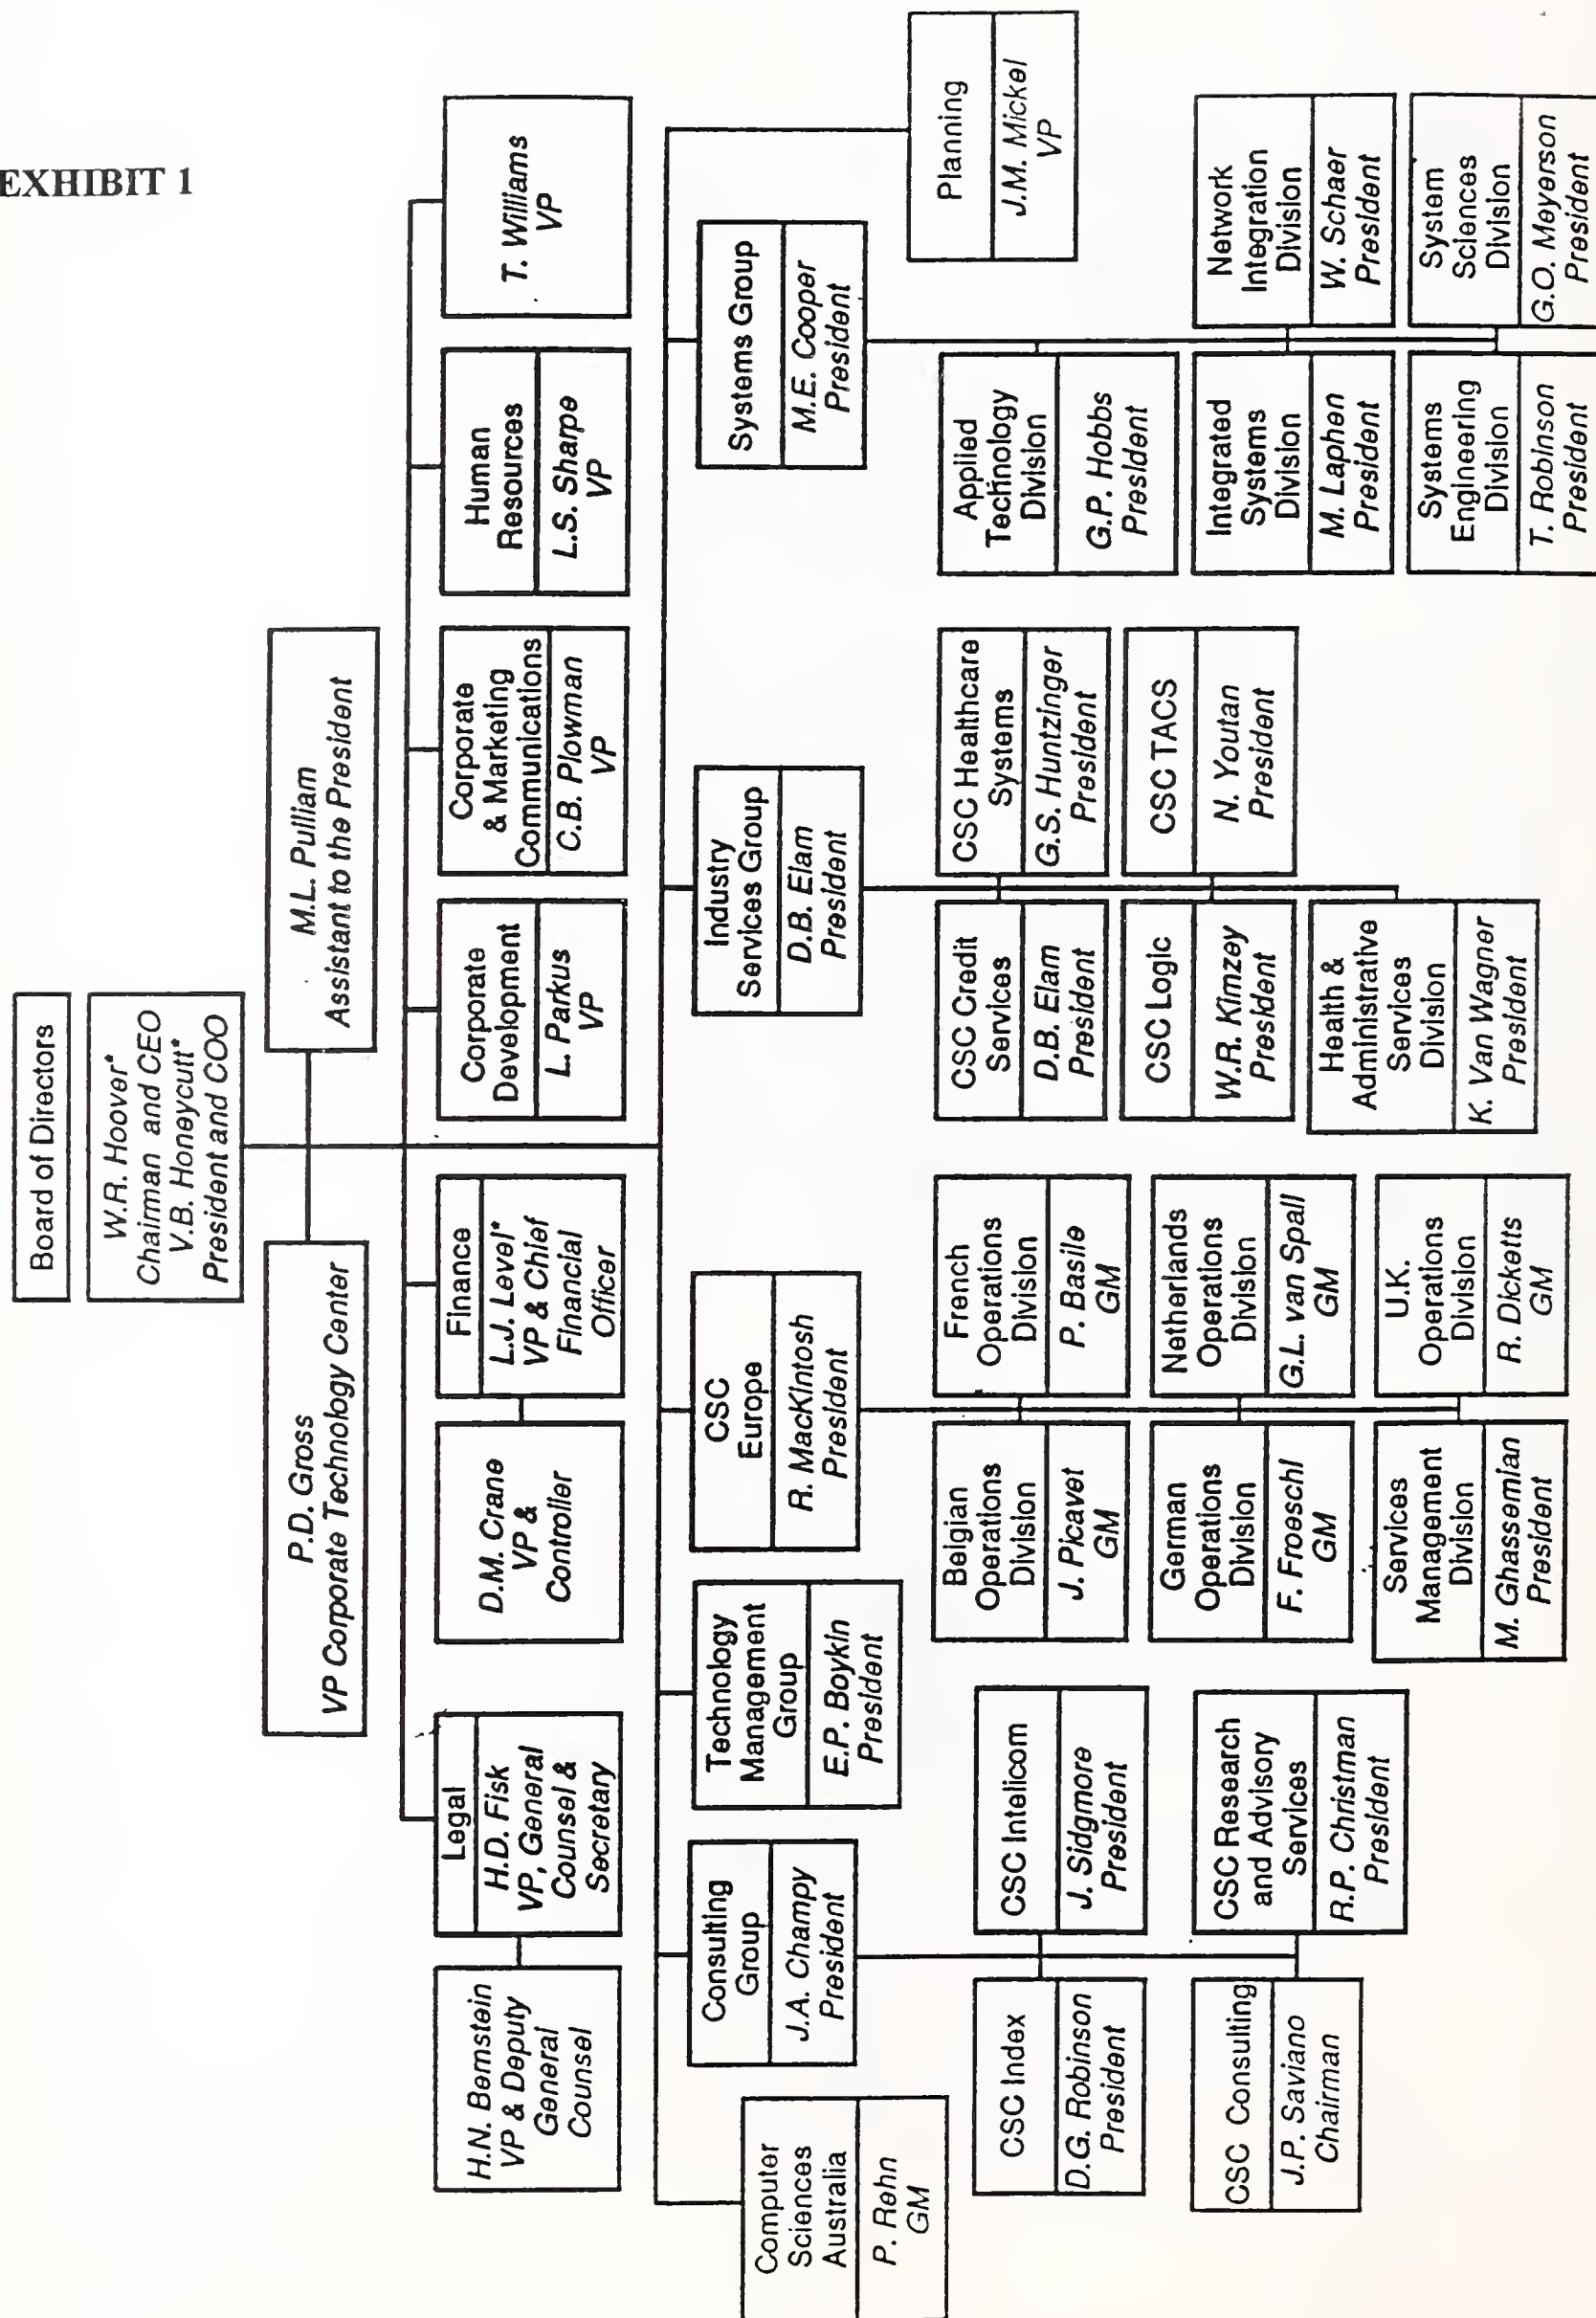 EXHIBIT 1
Board of Directors
W.R. Hoover*
Chairman and CEO
V.B. Honeycutt*
President and COO
P.D. Gross
VP Corporate Technology Center
M.L. Pulliam
Assistant to the President
H.N. Bernstein
VP & Deputy
General
Counsel
Legal
H.D. Fisk
VP, General
Counsel &
Secretary
D.M. Crane
VP &
Controller
Finance
L.J. Level*
VP & Chief
Financial
Officer
Corporate
Development
L. Parkus
VP
Corporate
& Marketing
Communications
C.B. Plowman
VP
Human
Resources
L.S. Sharpe
VP
T. Williams
VP
Computer
Sciences
Australia
P. Rehn
GM
Consulting
Group
J.A. Champy
President
Technology
Management
Group
E.P. Boykin
President
CSC
Europe
R. MacKintosh
President
Industry
Services Group
D.B. Elam
President
Systems Group
M.E. Cooper
President
Planning
J.M. Mickel
VP
CSC Index
D.G. Robinson
President
CSC Intelicom
J. Sidgmore
President
CSC Consulting
J.P. Saviano
Chairman
CSC Research
and Advisory
Services
R.P. Christman
President
Belgian
Operations
Division
J. Picavet
GM
French
Operations
Division
P. Basile
GM
German
Operations
Division
F. Froeschl
GM
Netherlands
Operations
Division
G.L. van Spall
GM
Services
Management
Division
M. Ghassemian
President
U.K.
Operations
Division
R. Dicketts
GM
CSC Credit
Services
D.B. Elam
President
CSC Healthcare
Systems
G.S. Huntzinger
President
CSC Logic
W.R. Kimzey
President
CSC TACS
N. Youtan
President
Health &
Administrative
Services
Division
K. Van Wagner
President
Applied
Technology
Division
G.P. Hobbs
President
Integrated
Systems
Division
M. Laphen
President
Network
Integration
Division
W. Schaer
President
Systems
Engineering
Division
T. Robinson
President
System
Sciences
Division
G.O. Meyerson
President